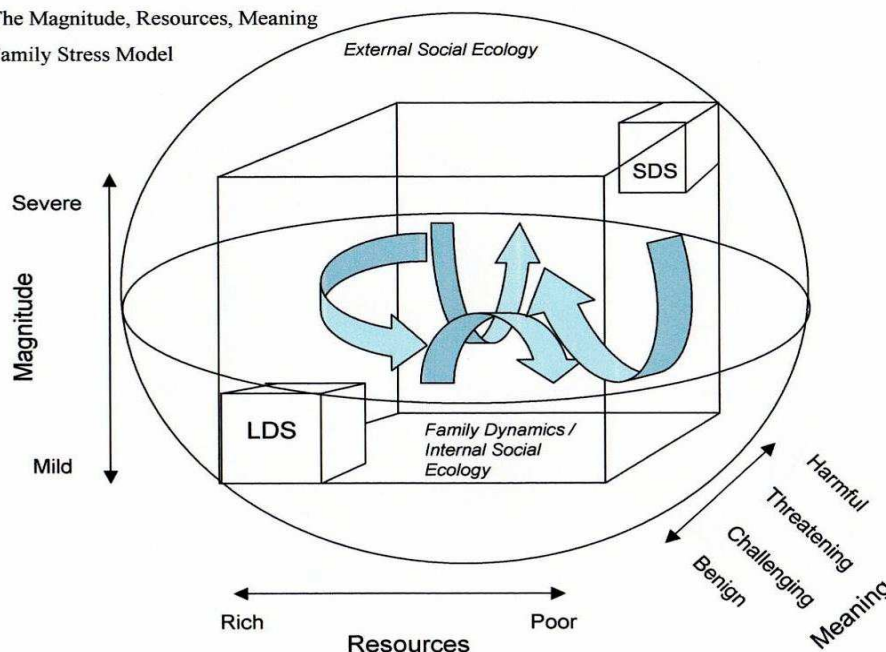 The Magnitude, Resources, Meaning
Family Stress Model
External Social Ecology
SDS
Severe
Magnitude
Mild
LDS
Family Dynamics /
Internal Social
Ecology
Harmful
Threatening
Challenging
Benign
Meaning
Rich
Poor
Resources